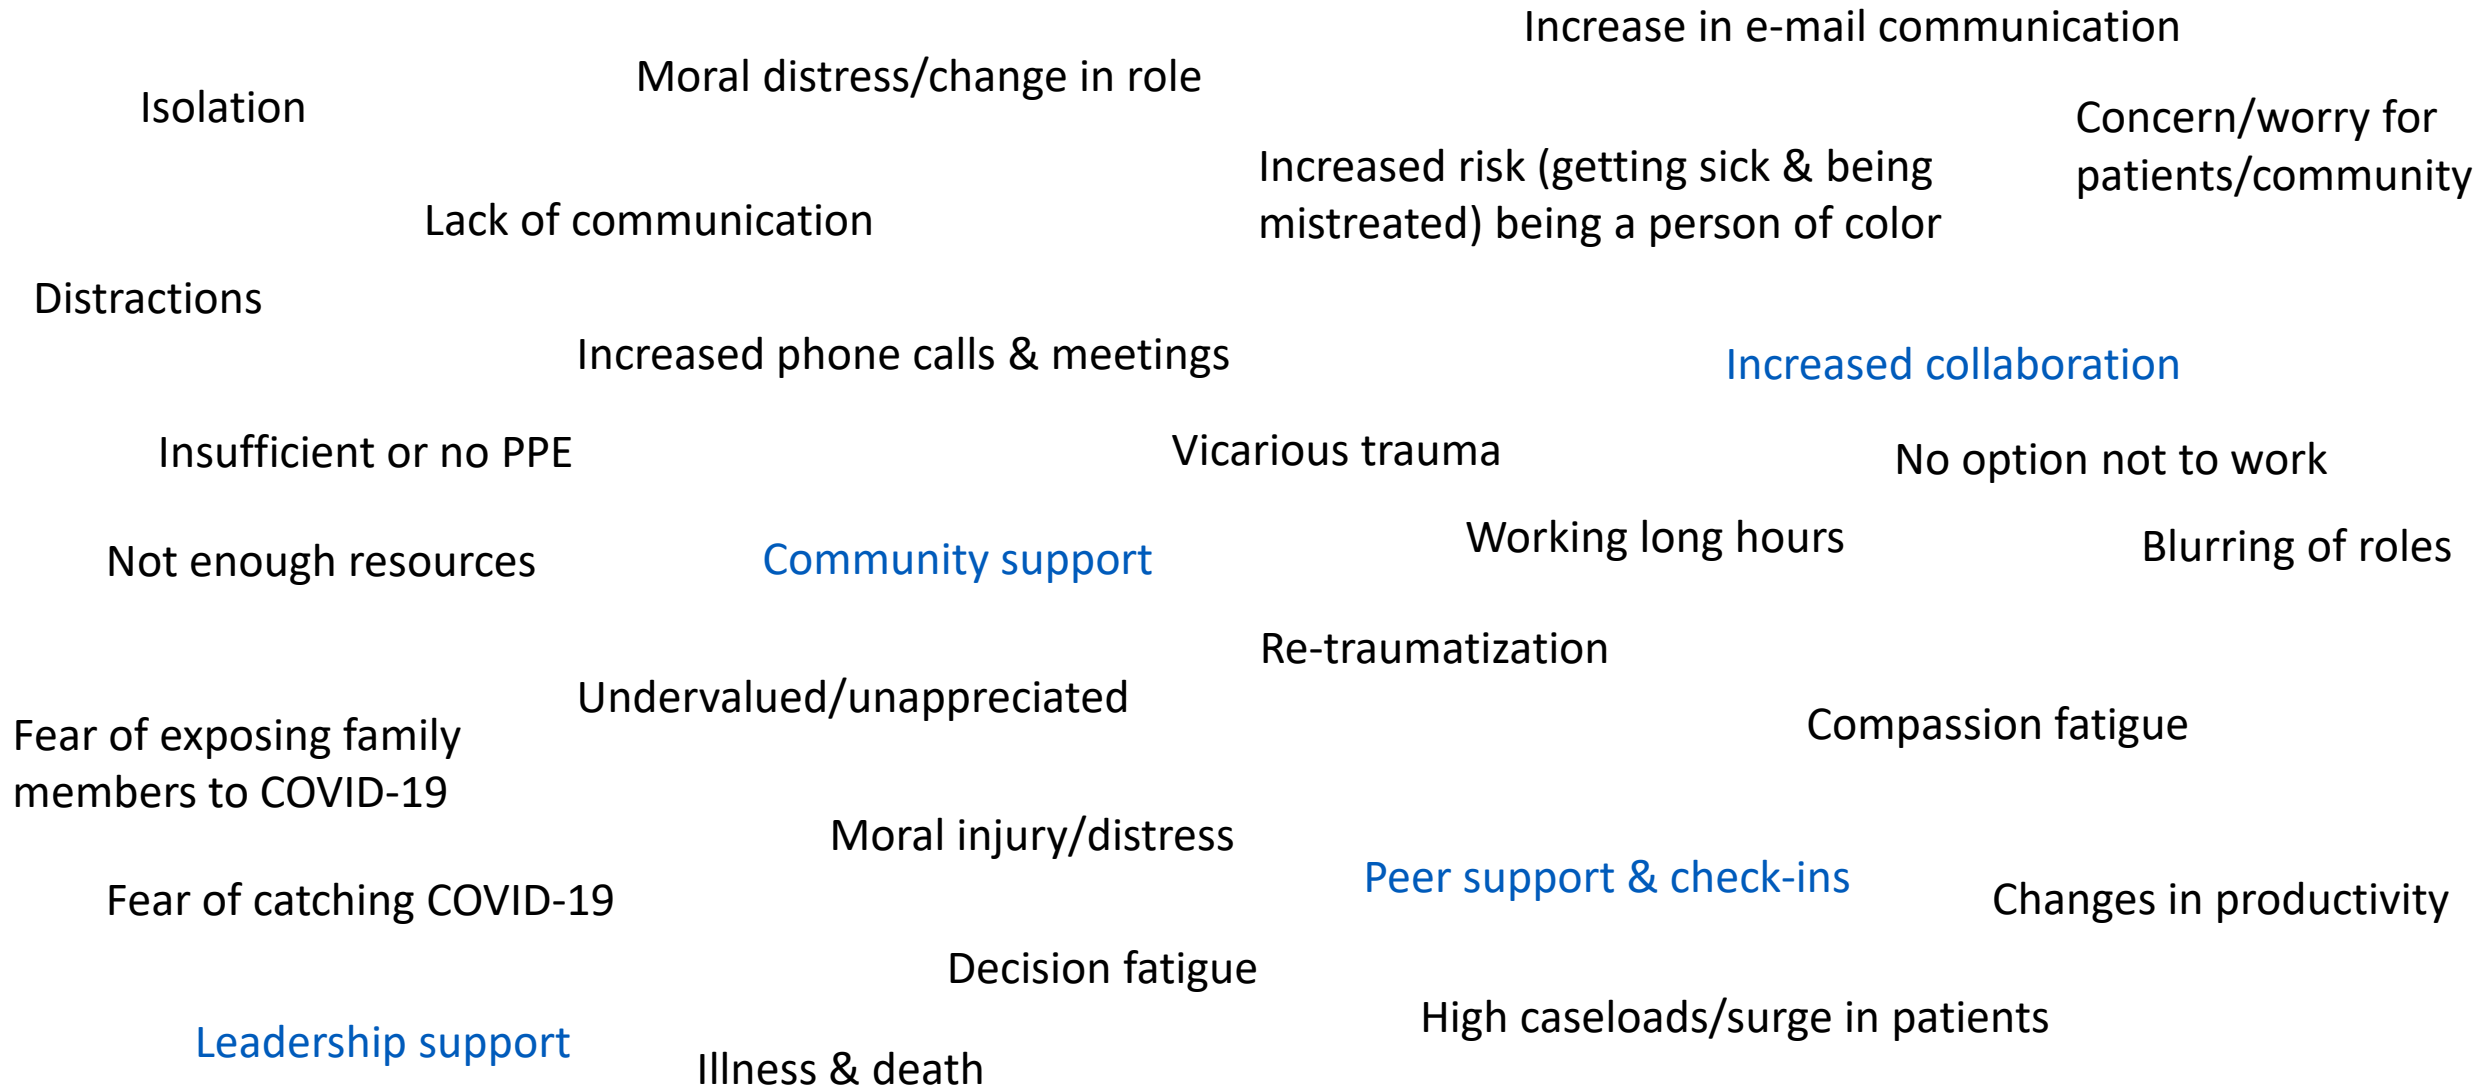 Increase in e-mail communication
Moral distress/change in role
Isolation
Concern/worry for
patients/community
Increased risk (getting sick & being
mistreated) being a person of color
Lack of communication
Distractions
Increased phone calls & meetings
Increased collaboration
Insufficient or no PPE
Vicarious trauma
No option not to work
Not enough resources
Community support
Working long hours
Blurring of roles
Re-traumatization
Undervalued/unappreciated
Fear of exposing family
members to COVID-19
Compassion fatigue
Moral injury/distress
Peer support & check-ins
Fear of catching COVID-19
Changes in productivity
Decision fatigue
High caseloads/surge in patients
Leadership support
Illness & death